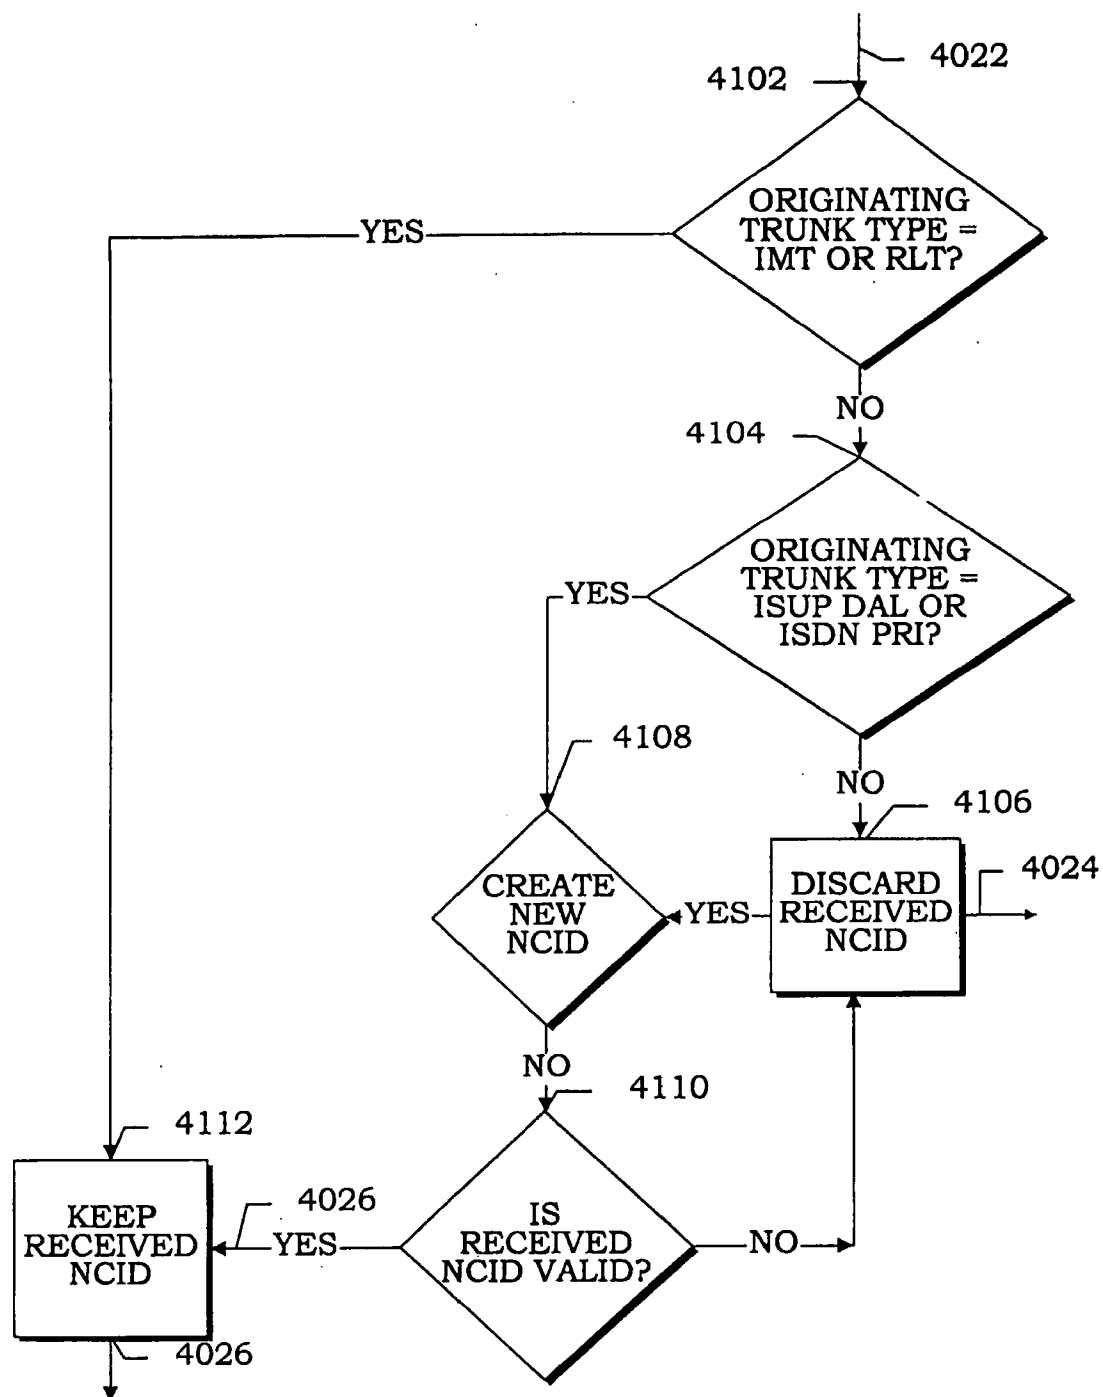 4022
4102
ORIGINATING
TRUNK TYPE =
IMT OR RLT?
YES
NO
4104
ORIGINATING
TRUNK TYPE =
ISUP DAL OR
ISDN PRI?
YES
NO
4108
4106
4024
CREATE
NEW
NCID
YES
DISCARD
RECEIVED
NCID
NO
4110
4112
KEEP
RECEIVED
NCID
4026
YES
IS
RECEIVED
NCID VALID?
NO
4026